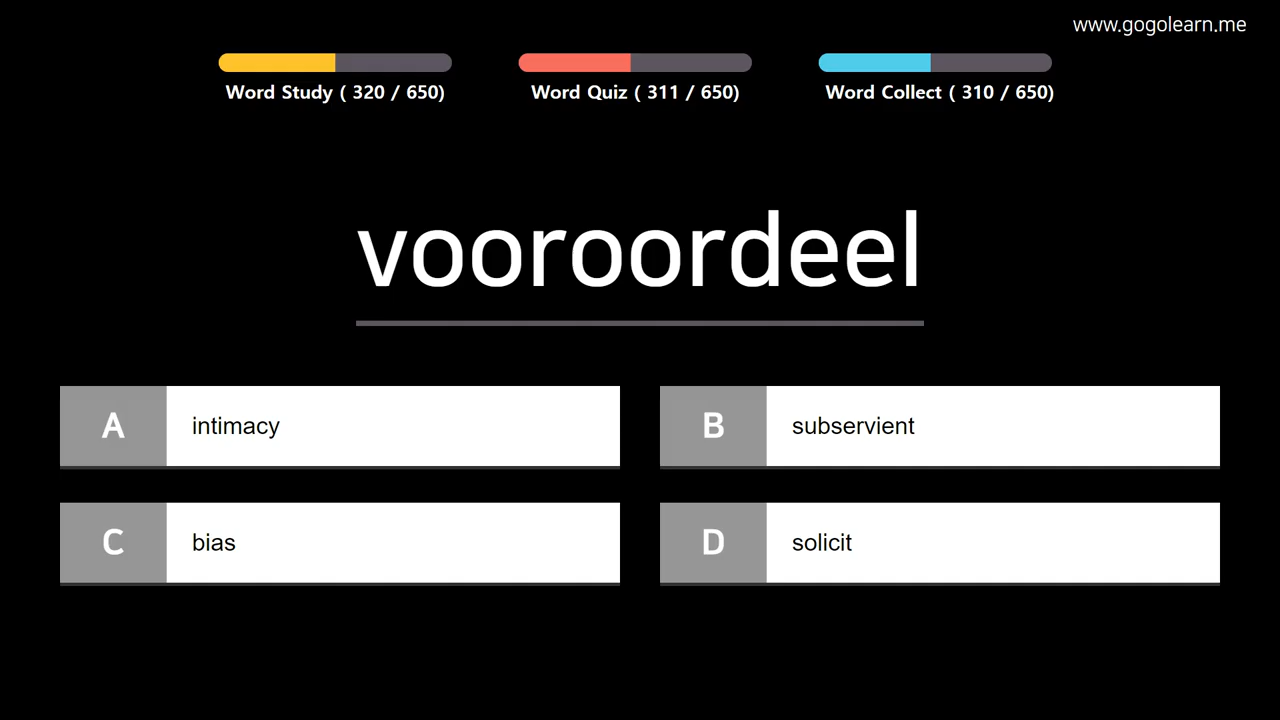 www.gogolearn.me
Word Study ( 320 / 650)
Word Quiz ( 311 / 650)
Word Collect ( 310 / 650)
vooroordeel
A intimacy
B subservient
C bias
D solicit